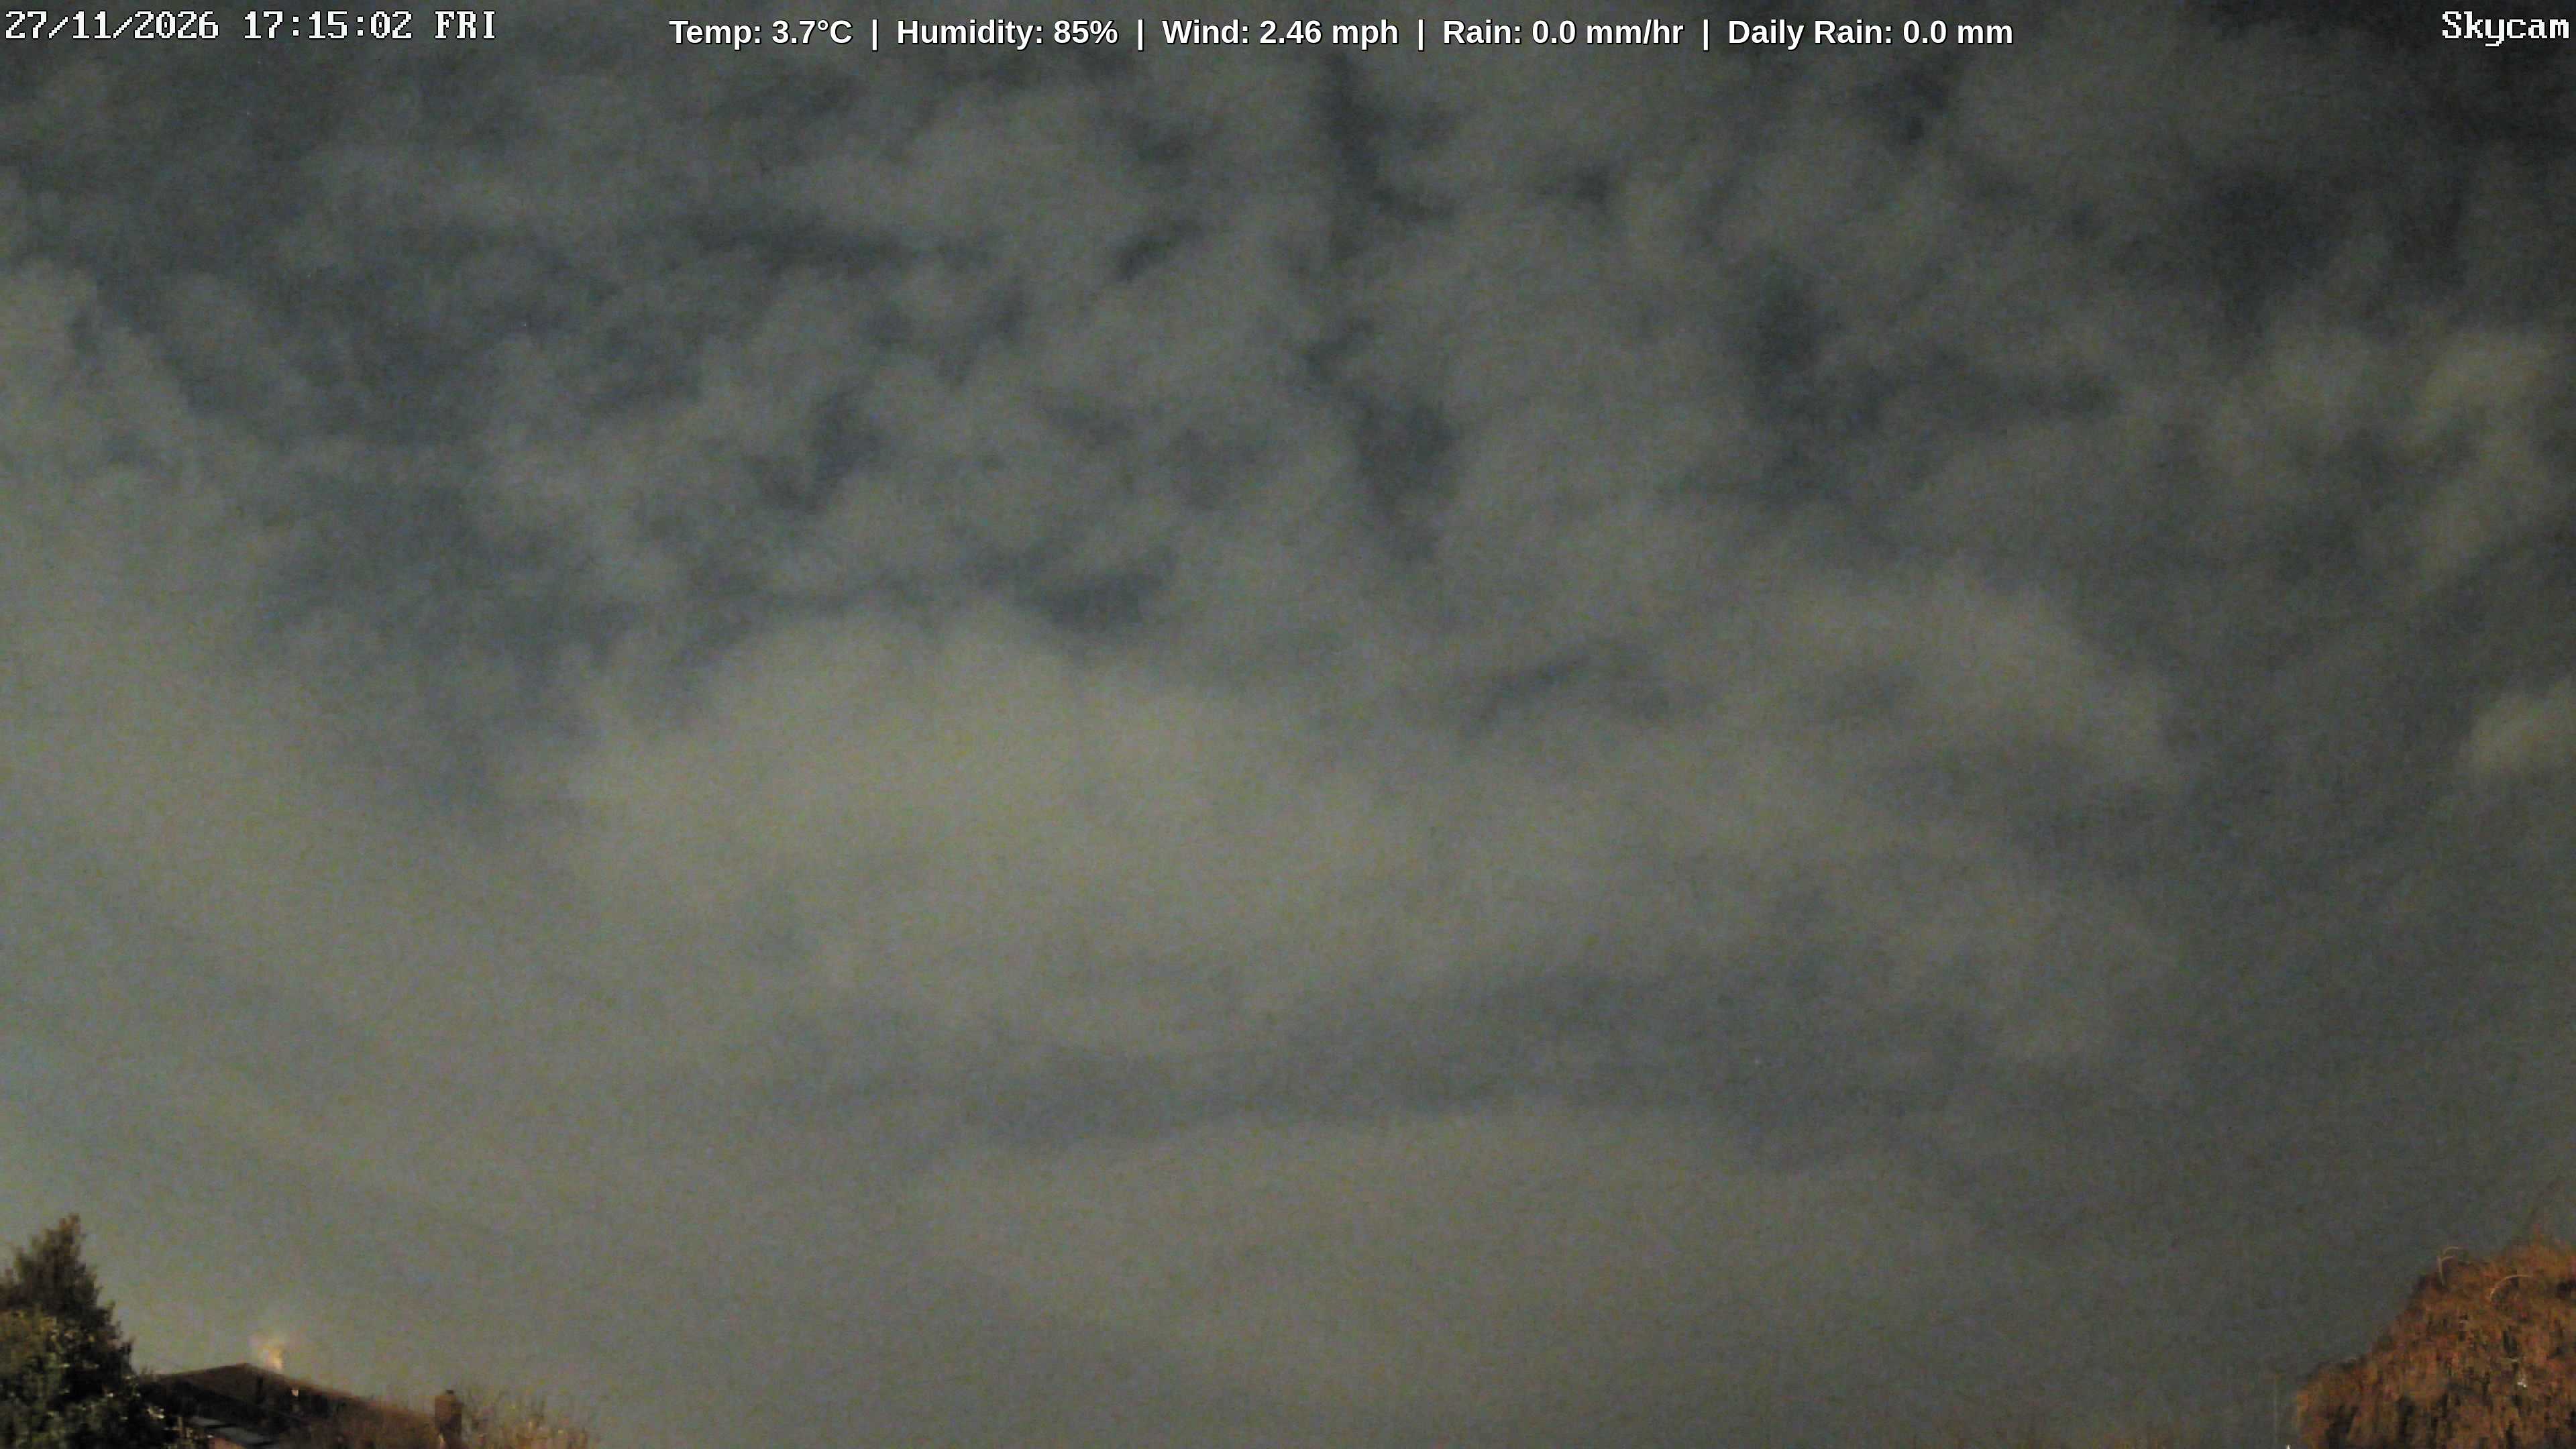 27/11/2026 17:15:02 FRI
Temp: 3.7°C | Humidity: 85% | Wind: 2.46 mph | Rain: 0.0 mm/hr | Daily Rain: 0.0 mm
Skycam